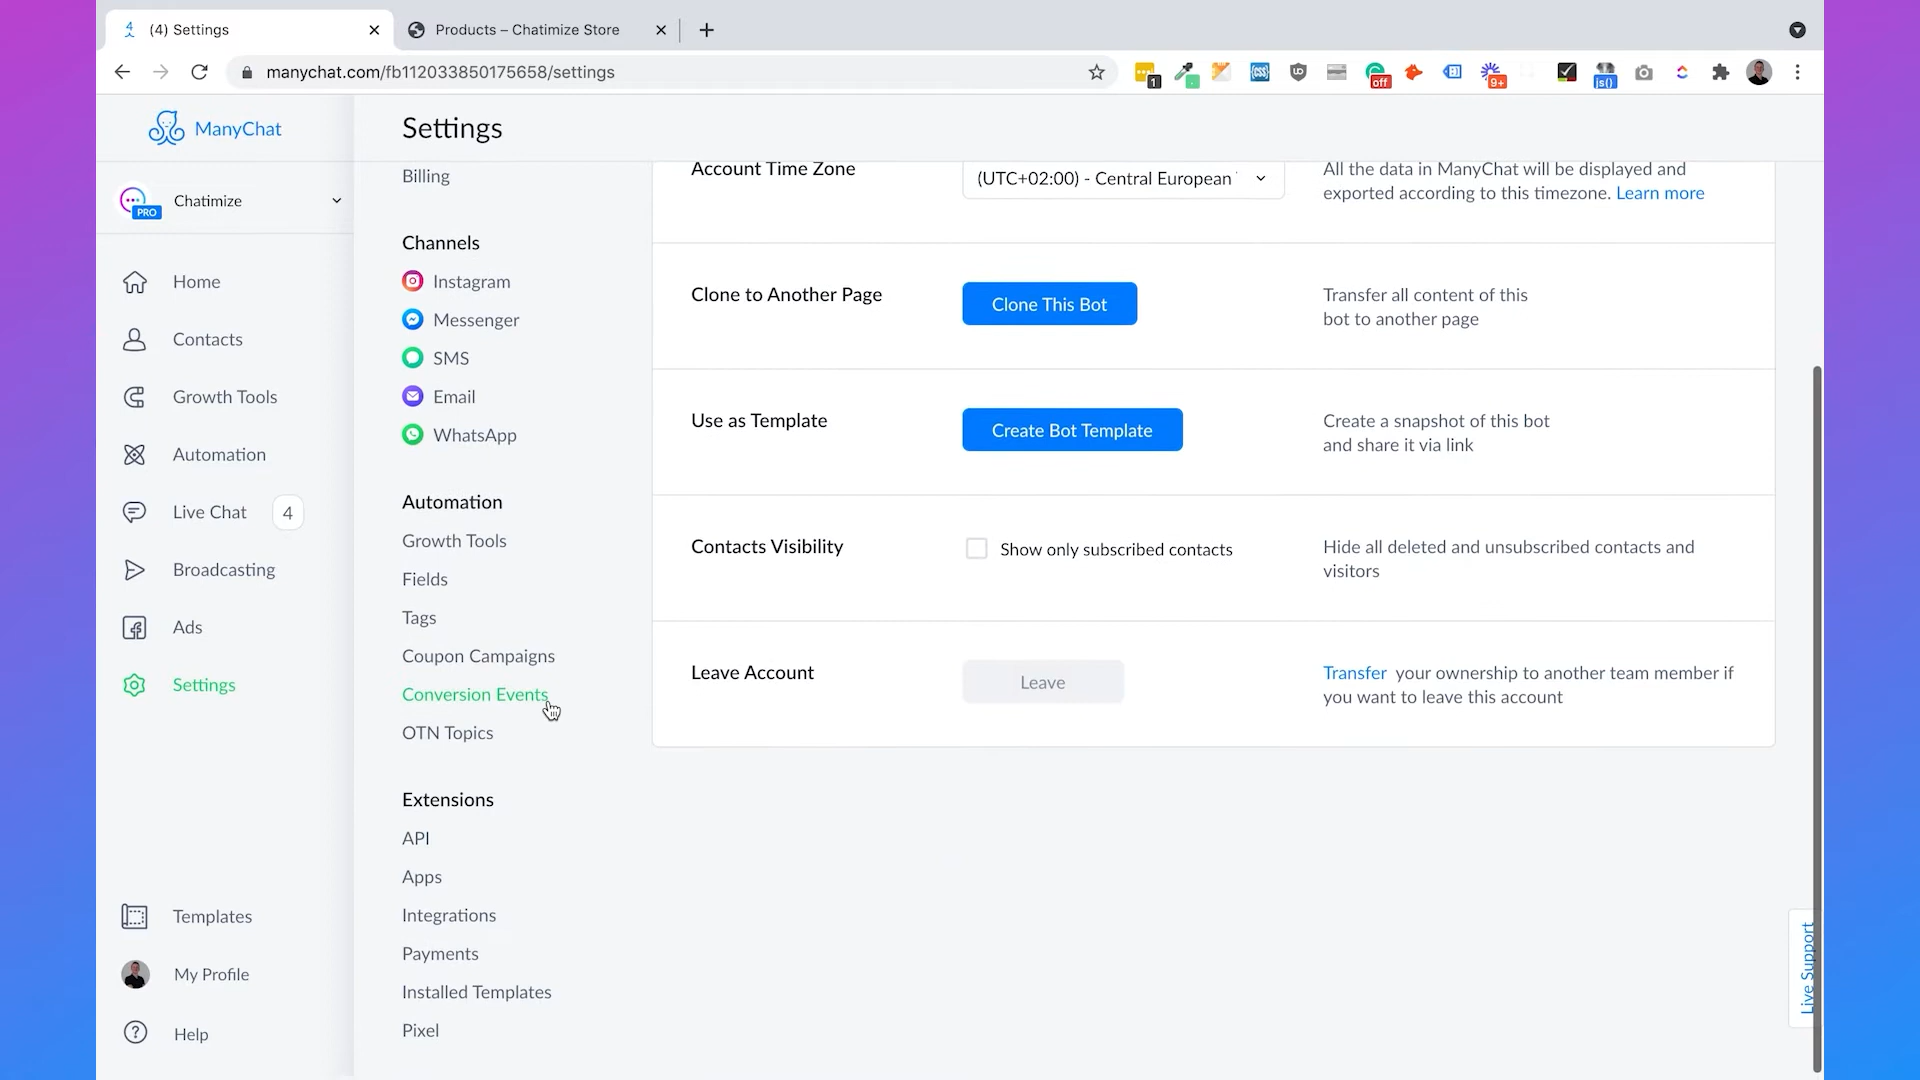 (4) Settings
Products – Chatimize Store
manychat.com/fb112033850175658/settings
1
off
9+
js()
ManyChat
Settings
PRO
Chatimize
Home
Contacts
Growth Tools
Automation
Live Chat
4
Broadcasting
Ads
Settings
Templates
My Profile
Help
Billing
Channels
Instagram
Messenger
SMS
Email
WhatsApp
Automation
Growth Tools
Fields
Tags
Coupon Campaigns
Conversion Events
OTN Topics
Extensions
API
Apps
Integrations
Payments
Installed Templates
Pixel
Account Time Zone
(UTC+02:00) - Central European
All the data in ManyChat will be displayed and
exported according to this timezone. Learn more
Clone to Another Page
Clone This Bot
Transfer all content of this
bot to another page
Use as Template
Create Bot Template
Create a snapshot of this bot
and share it via link
Contacts Visibility
Show only subscribed contacts
Hide all deleted and unsubscribed contacts and
visitors
Leave Account
Leave
Transfer your ownership to another team member if
you want to leave this account
Live Support